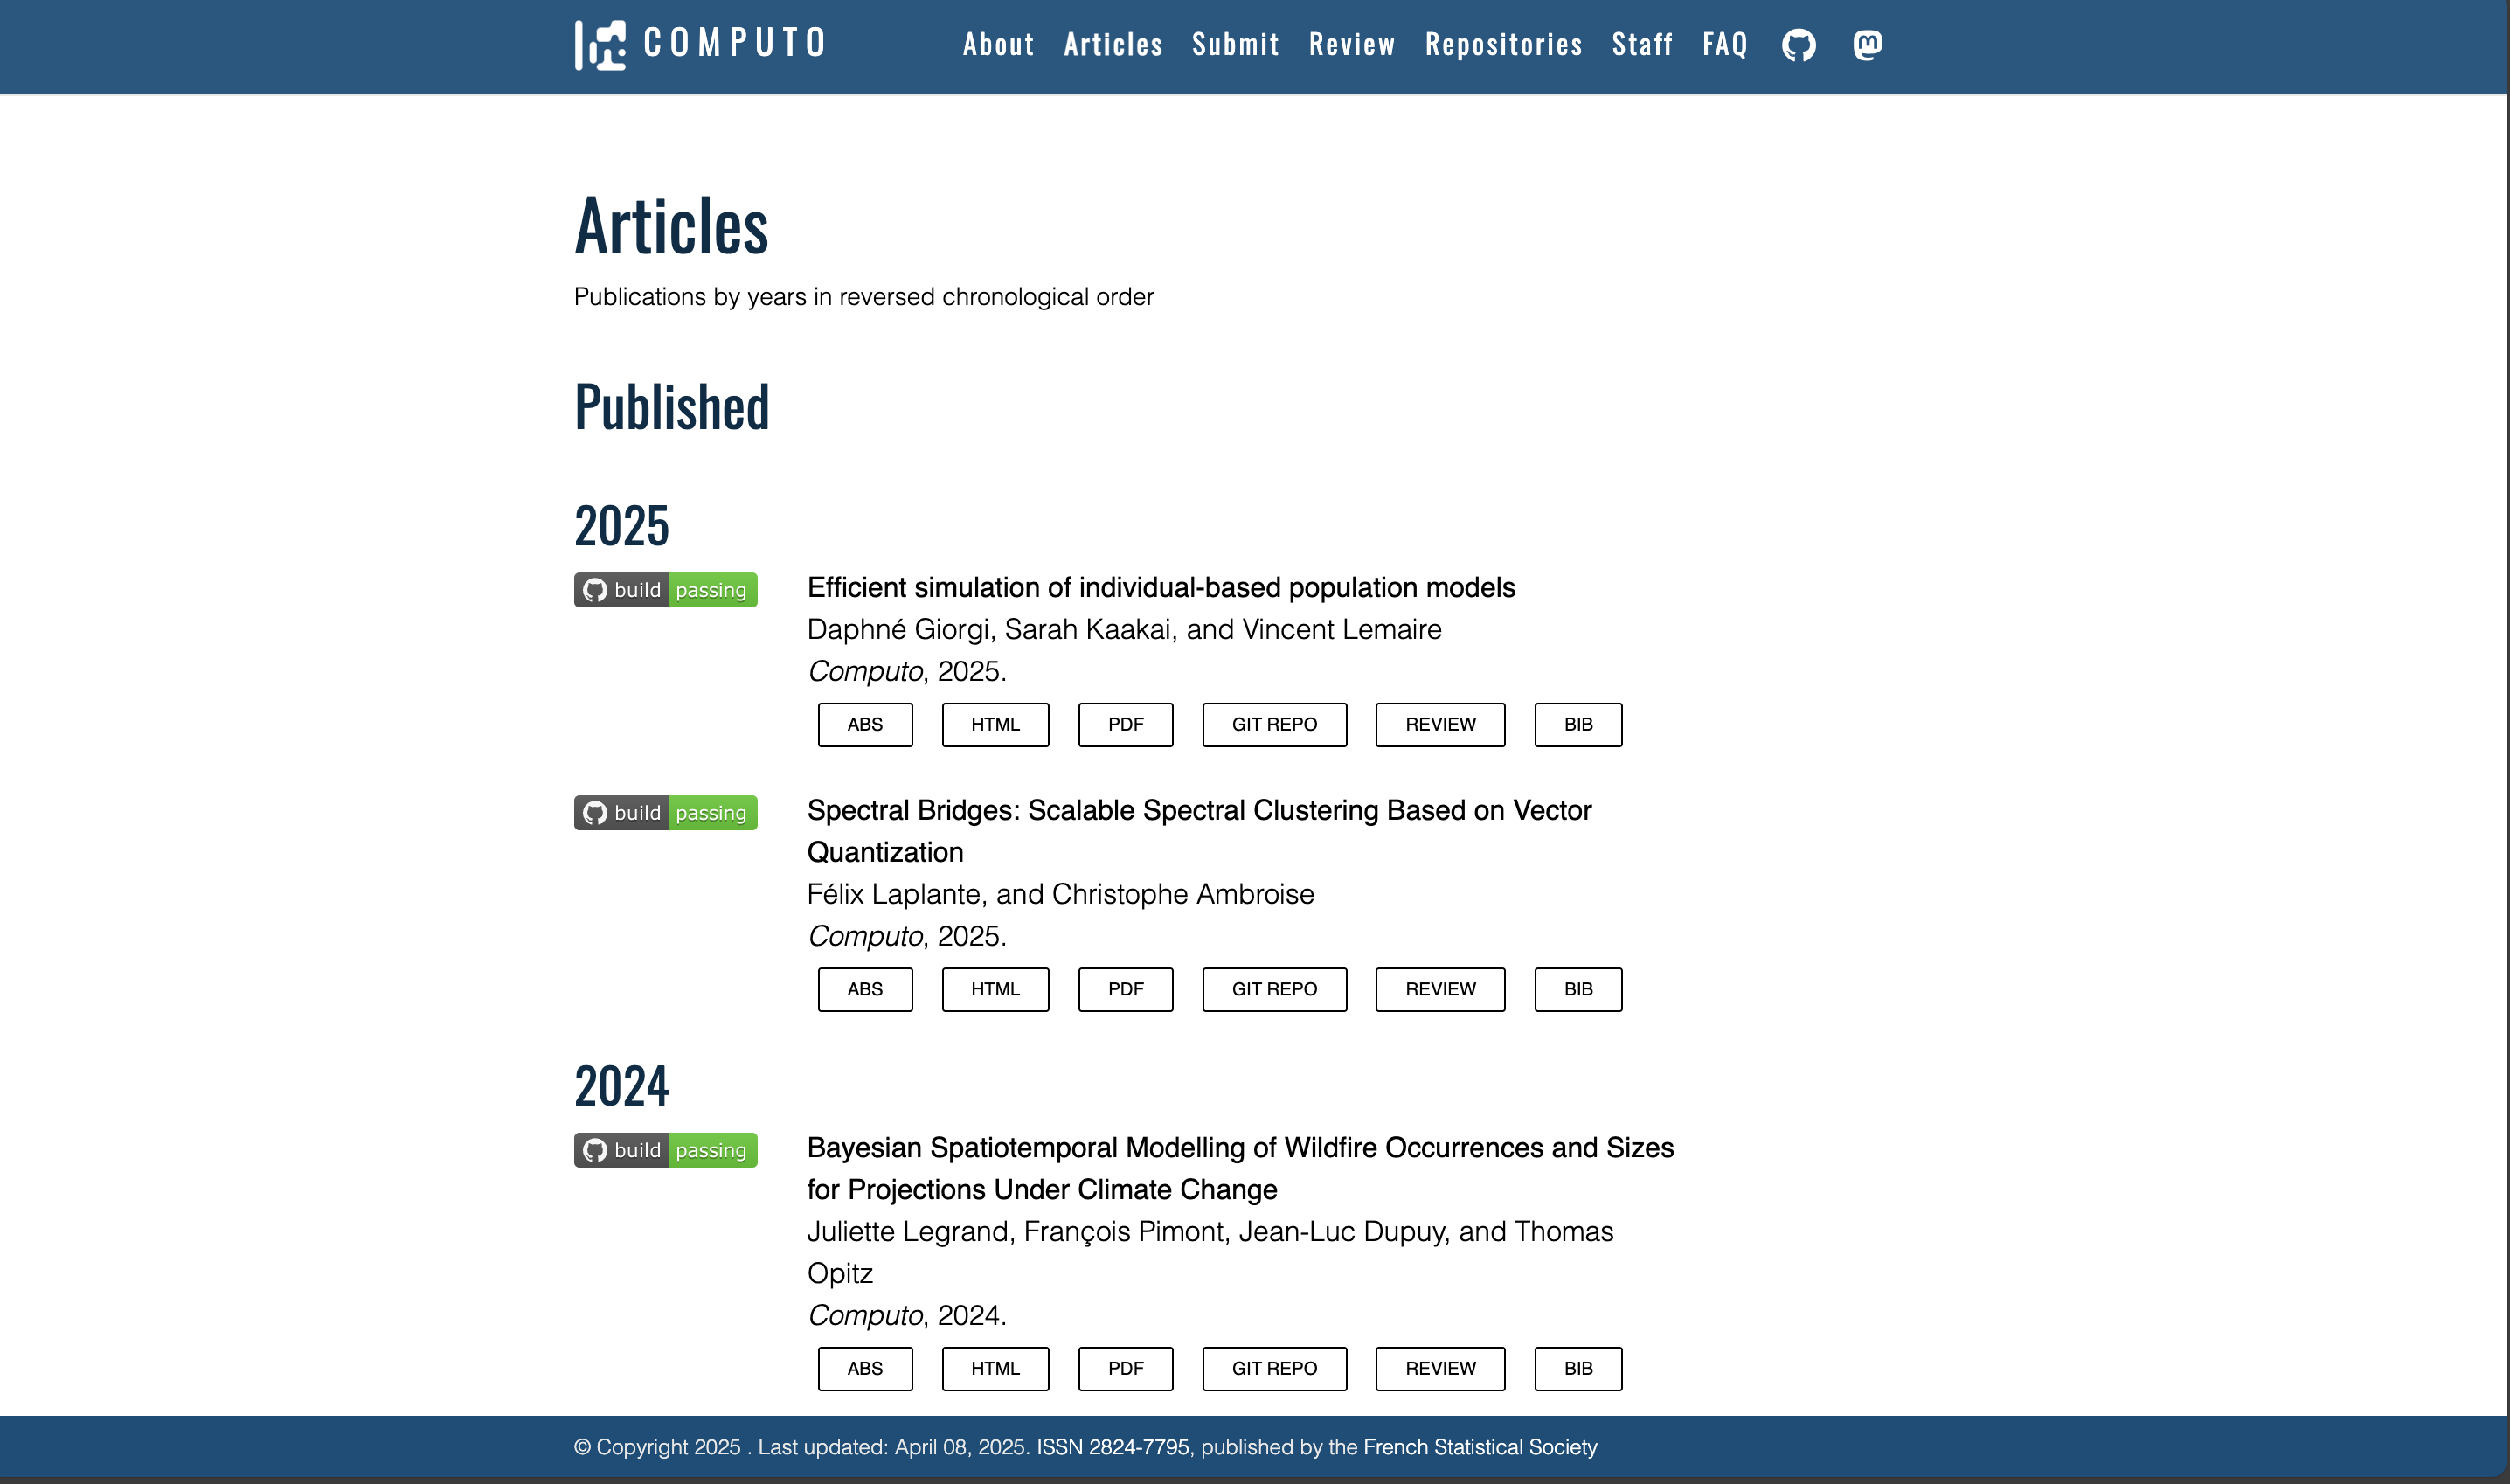 COMPUTO About Articles Submit Review Repositories Staff FAQ
Articles
Publications by years in reversed chronological order
Published
2025
build passing
Efficient simulation of individual-based population models
Daphné Giorgi, Sarah Kaakai, and Vincent Lemaire
Computo, 2025.
ABS HTML PDF GIT REPO REVIEW BIB
build passing
Spectral Bridges: Scalable Spectral Clustering Based on Vector
Quantization
Félix Laplante, and Christophe Ambroise
Computo, 2025.
ABS HTML PDF GIT REPO REVIEW BIB
2024
build passing
Bayesian Spatiotemporal Modelling of Wildfire Occurrences and Sizes
for Projections Under Climate Change
Juliette Legrand, François Pimont, Jean-Luc Dupuy, and Thomas
Opitz
Computo, 2024.
ABS HTML PDF GIT REPO REVIEW BIB
© Copyright 2025 . Last updated: April 08, 2025. ISSN 2824-7795, published by the French Statistical Society